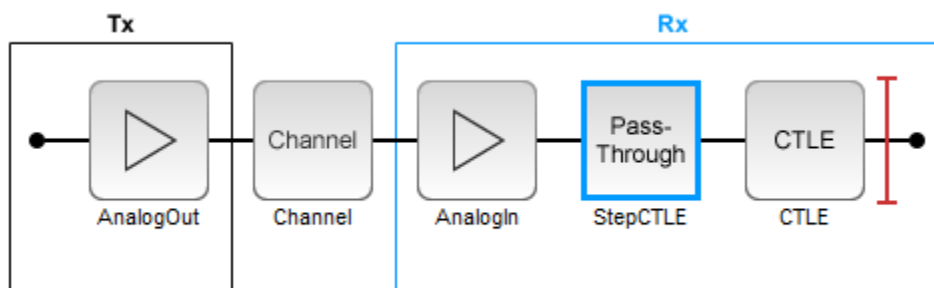 Tx
Rx
Channel
Pass-
Through
CTLE
AnalogOut
Channel
AnalogIn
StepCTLE
CTLE